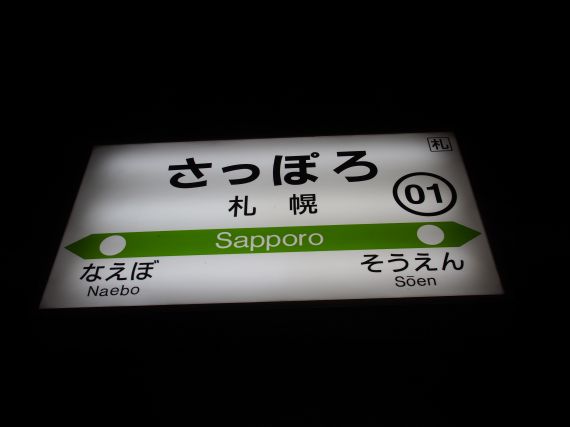 札
さっぽろ
札幌
01
Sapporo
なえぼ
Naebo
そうえん
Sōen